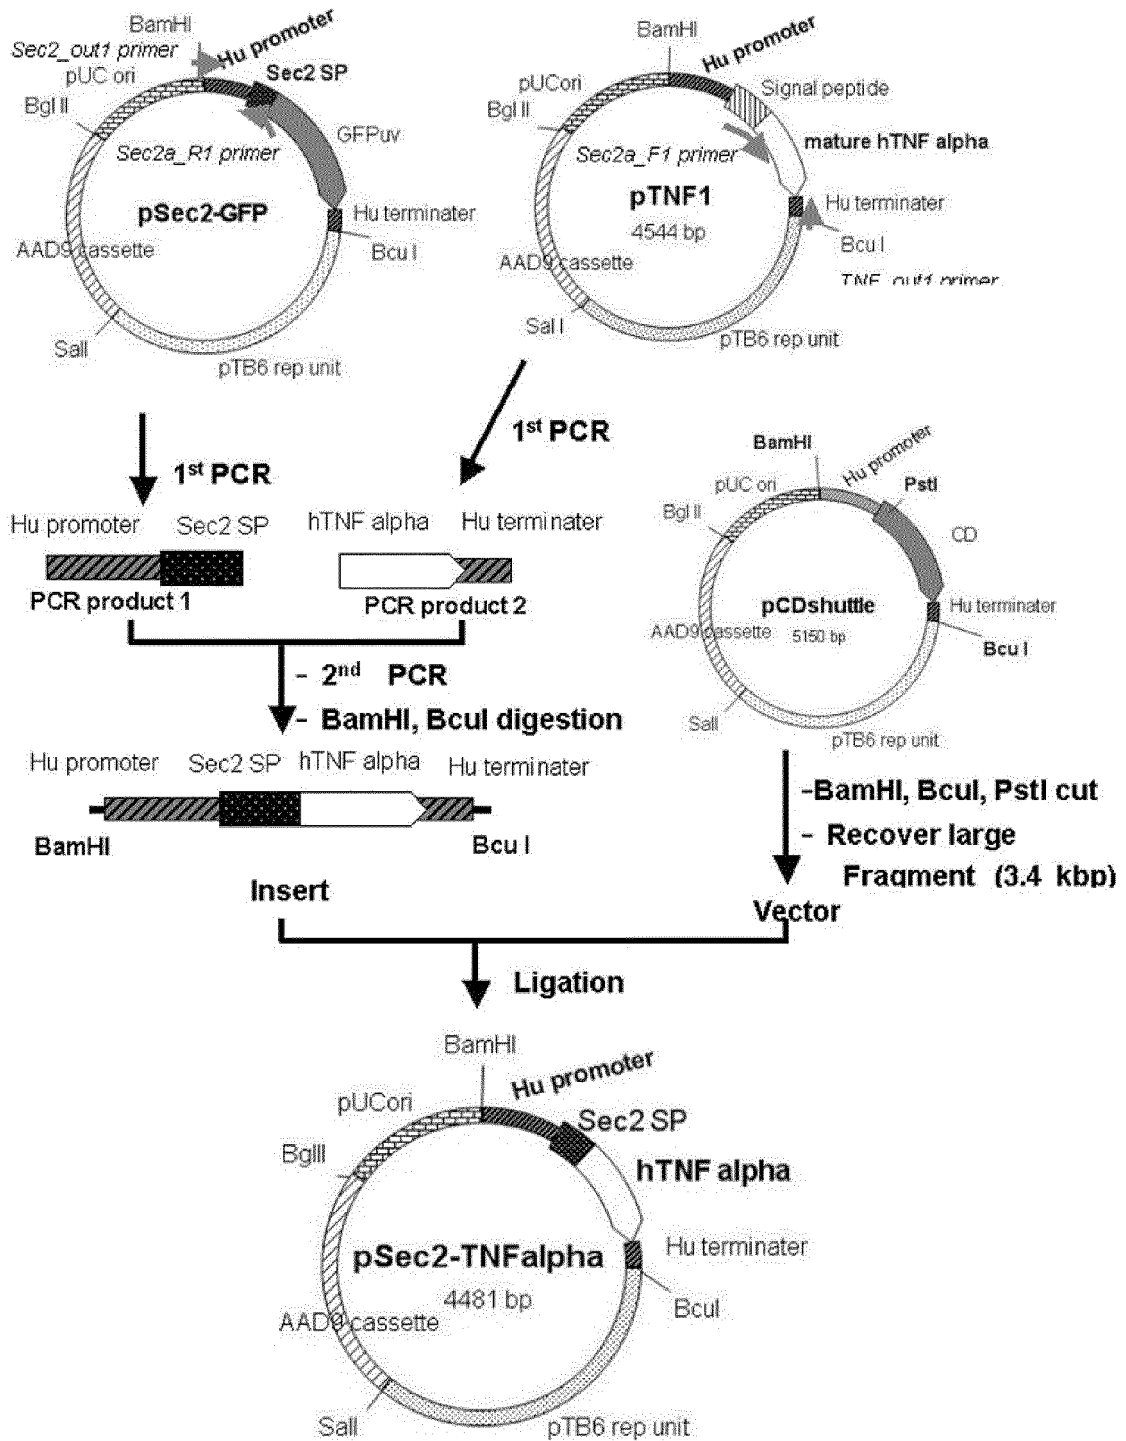 BamHI
Hu promoter
Sec2_out1 primer
pUC ori
Sec2 SP
Bgl II
GFPuv
Sec2a_R1 primer
pSec2-GFP
Hu terminater
AAD9 cassette
Bcu I
SalI
pTB6 rep unit
BamHI
Hu promoter
pUCori
Signal peptide
Bgl II
mature hTNF alpha
Sec2a_F1 primer
pTNF1
Hu terminater
4544 bp
Bcu I
AAD9 cassette
TNF_out1 primer
Sal I
pTB6 rep unit
1st PCR
1st PCR
Hu promoter Sec2 SP hTNF alpha Hu terminater
PCR product 1 PCR product 2
- 2nd PCR
- BamHI, BcuI digestion
Hu promoter Sec2 SP hTNF alpha Hu terminater
BamHI Bcu I
Insert
BamHI
Hu promoter
pUC ori
PstI
Bgl II
CD
pCDshuttle
Hu terminater
AAD9 cassette
5150 bp
Bcu I
SalI
pTB6 rep unit
-BamHI, BcuI, PstI cut
- Recover large
Fragment (3.4 kbp)
Vector
Ligation
BamHI
Hu promoter
pUCori
Sec2 SP
BglII
hTNF alpha
pSec2-TNFalpha
Hu terminater
4481 bp
BcuI
AAD9 cassette
SalI
pTB6 rep unit